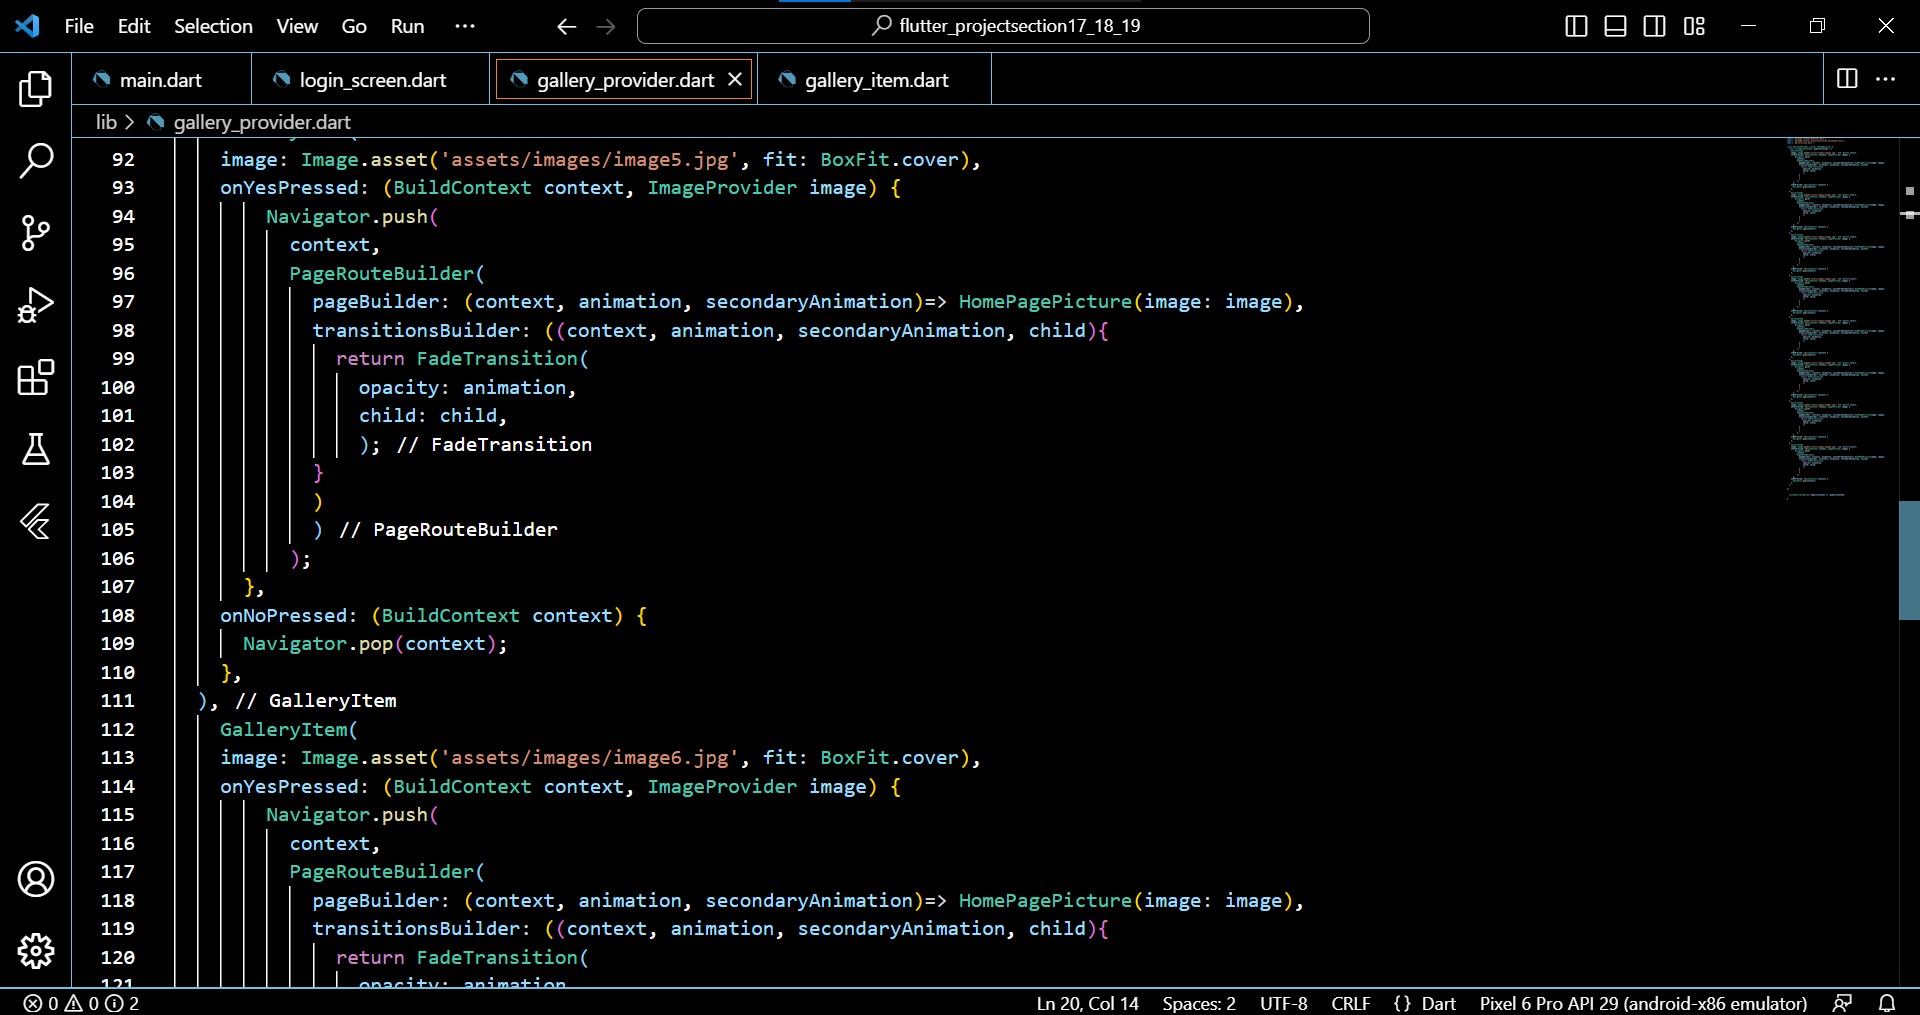 File Edit Selection View Go Run ···
flutter_projectsection17_18_19
main.dart login_screen.dart gallery_provider.dart gallery_item.dart
lib > gallery_provider.dart
92 image: Image.asset('assets/images/image5.jpg', fit: BoxFit.cover),
93 onYesPressed: (BuildContext context, ImageProvider image) {
94 Navigator.push(
95 context,
96 PageRouteBuilder(
97 pageBuilder: (context, animation, secondaryAnimation)=> HomePagePicture(image: image),
98 transitionsBuilder: ((context, animation, secondaryAnimation, child){
99 return FadeTransition(
100 opacity: animation,
101 child: child,
102 ); // FadeTransition
103 }
104 )
105 ) // PageRouteBuilder
106 );
107 },
108 onNoPressed: (BuildContext context) {
109 Navigator.pop(context);
110 },
111 ), // GalleryItem
112 GalleryItem(
113 image: Image.asset('assets/images/image6.jpg', fit: BoxFit.cover),
114 onYesPressed: (BuildContext context, ImageProvider image) {
115 Navigator.push(
116 context,
117 PageRouteBuilder(
118 pageBuilder: (context, animation, secondaryAnimation)=> HomePagePicture(image: image),
119 transitionsBuilder: ((context, animation, secondaryAnimation, child){
120 return FadeTransition(
121 opacity: animation
0 0 2 Ln 20, Col 14 Spaces: 2 UTF-8 CRLF {} Dart Pixel 6 Pro API 29 (android-x86 emulator)